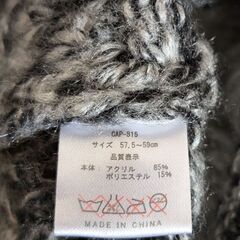 CAP-815
サイズ 57.5～59cm
品質表示
本体： アクリル 85%
ポリエステル 15%
MADE IN CHINA